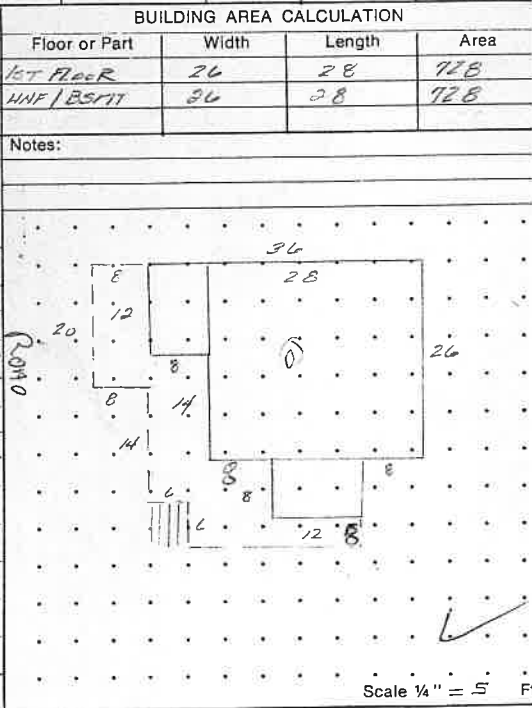 BUILDING AREA CALCULATION
Floor or Part Width Length Area
1ST FLOOR 26 28 728
UNF/BSMT 26 28 728
Notes:
36
8 28
12
20
26
8
8 14
14
8 8
6 8
6
12 8
Scale ¼" = 5 F